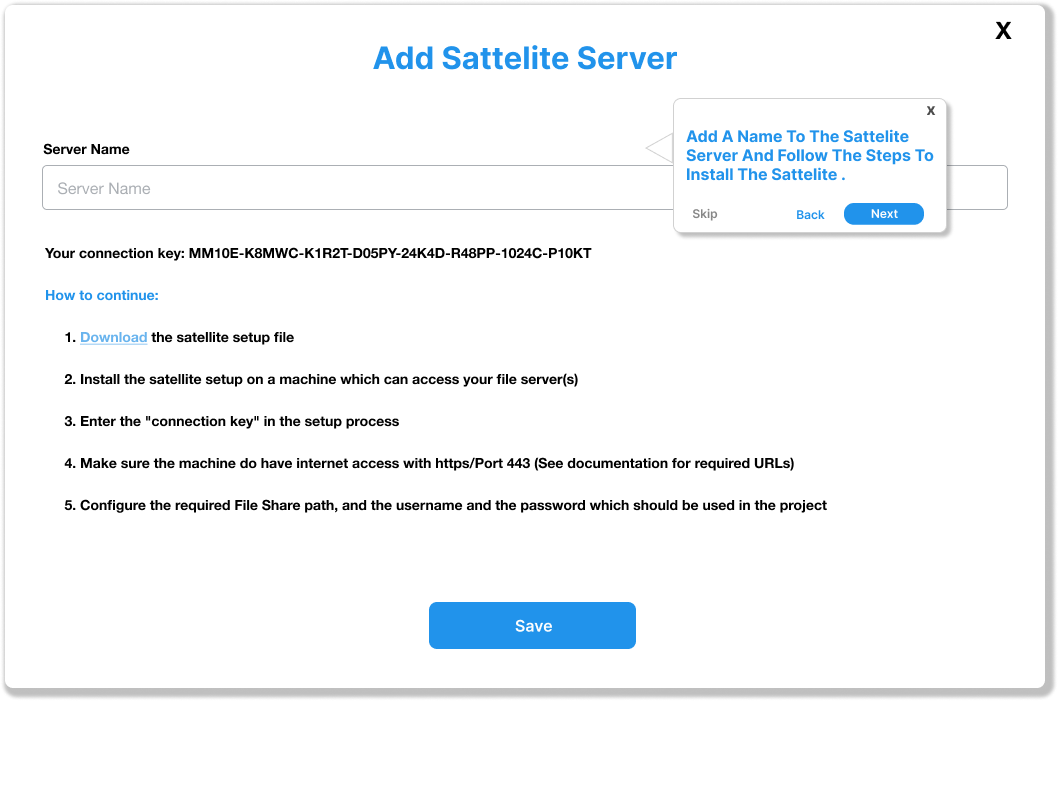 X
Add Sattelite Server
X
Add A Name To The Sattelite
Server And Follow The Steps To
Install The Sattelite .
Skip
Back
Next
Server Name
Server Name
Your connection key: MM10E-K8MWC-K1R2T-D05PY-24K4D-R48PP-1024C-P10KT
How to continue:
1. Download the satellite setup file
2. Install the satellite setup on a machine which can access your file server(s)
3. Enter the "connection key" in the setup process
4. Make sure the machine do have internet access with https/Port 443 (See documentation for required URLs)
5. Configure the required File Share path, and the username and the password which should be used in the project
Save